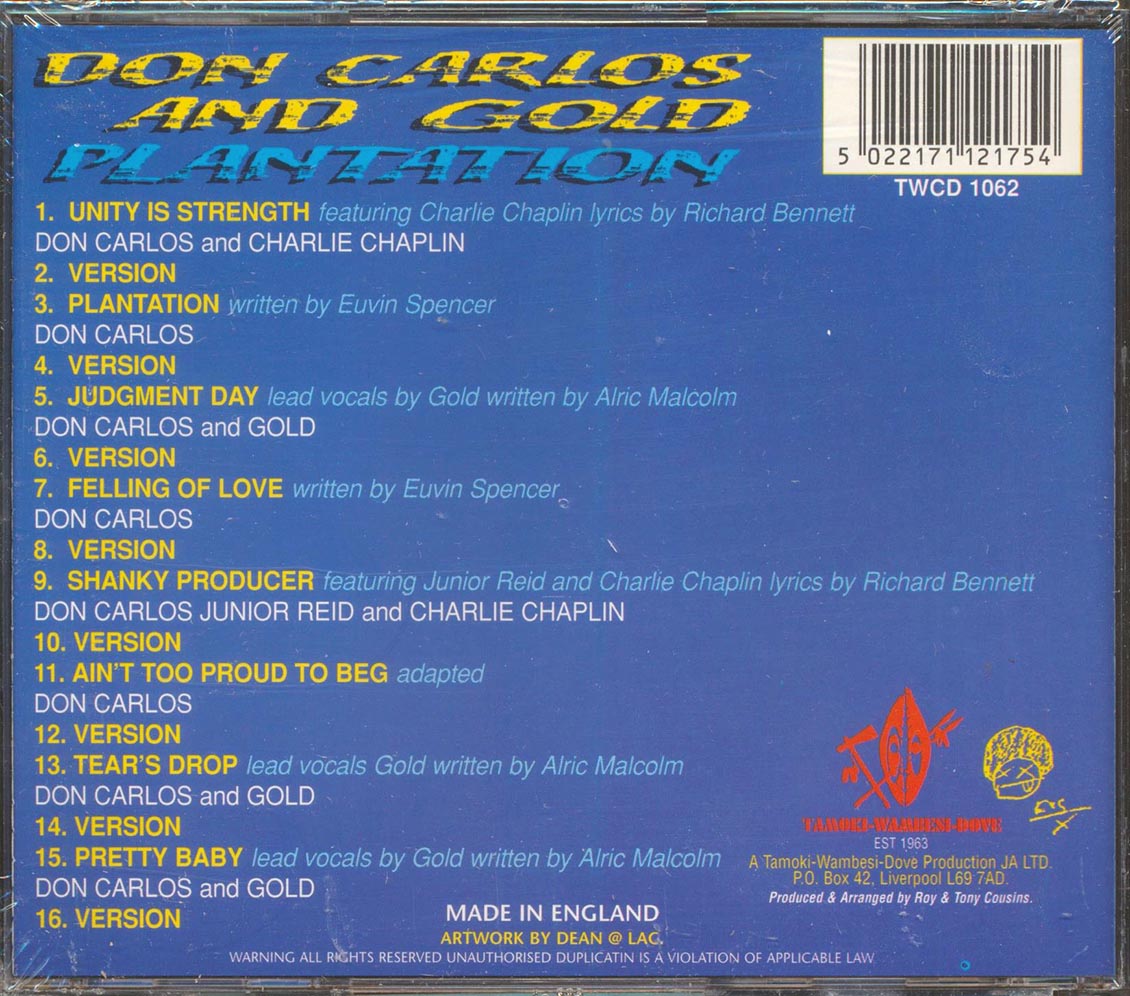 DON CARLOS
AND GOLD
PLANTATION
5 022171 121754
TWCD 1062
1. UNITY IS STRENGTH featuring Charlie Chaplin lyrics by Richard Bennett
DON CARLOS and CHARLIE CHAPLIN
2. VERSION
3. PLANTATION written by Euvin Spencer
DON CARLOS
4. VERSION
5. JUDGMENT DAY lead vocals by Gold written by Alric Malcolm
DON CARLOS and GOLD
6. VERSION
7. FELLING OF LOVE written by Euvin Spencer
DON CARLOS
8. VERSION
9. SHANKY PRODUCER featuring Junior Reid and Charlie Chaplin lyrics by Richard Bennett
DON CARLOS JUNIOR REID and CHARLIE CHAPLIN
10. VERSION
11. AIN'T TOO PROUD TO BEG adapted
DON CARLOS
12. VERSION
13. TEAR'S DROP lead vocals Gold written by Alric Malcolm
DON CARLOS and GOLD
14. VERSION
15. PRETTY BABY lead vocals by Gold written by Alric Malcolm
DON CARLOS and GOLD
16. VERSION
TAMOKI-WAMBESI-DOVE
EST 1963
A Tamoki-Wambesi-Dove Production JA LTD.
P.O. Box 42, Liverpool L69 7AD.
Produced & Arranged by Roy & Tony Cousins.
MADE IN ENGLAND
ARTWORK BY DEAN @ LAC.
WARNING ALL RIGHTS RESERVED UNAUTHORISED DUPLICATIN IS A VIOLATION OF APPLICABLE LAW